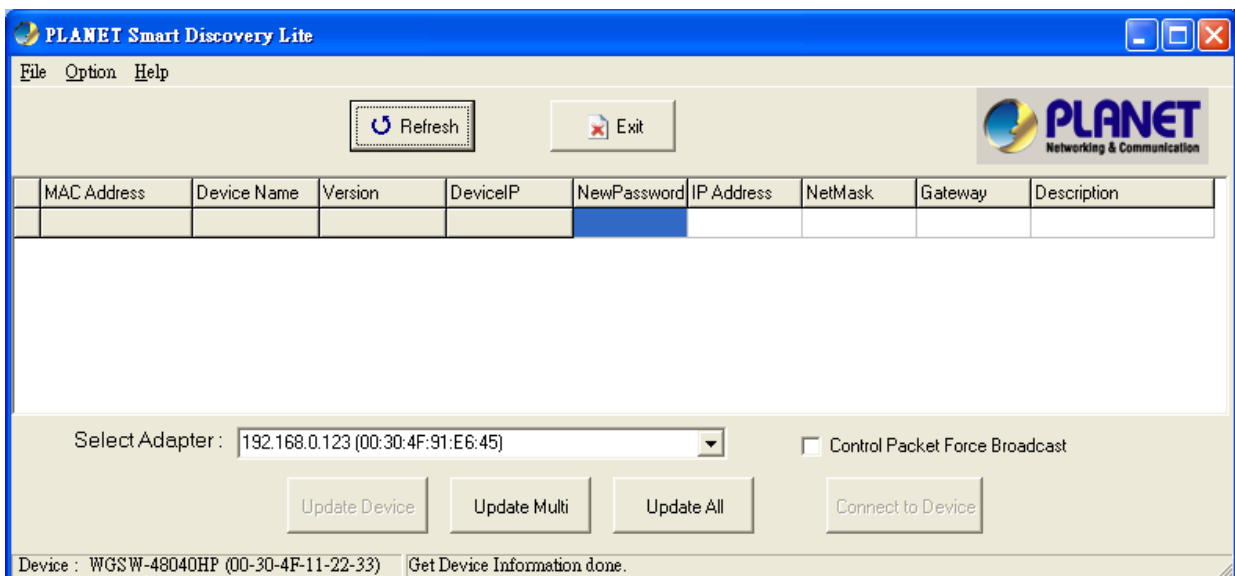 PLANET Smart Discovery Lite
File Option Help
Refresh Exit
PLANET
Networking & Communication
MAC Address Device Name Version DeviceIP NewPassword IP Address NetMask Gateway Description
Select Adapter : 192.168.0.123 (00:30:4F:91:E6:45) Control Packet Force Broadcast
Update Device Update Multi Update All Connect to Device
Device : WGSW-48040HP (00-30-4F-11-22-33) Get Device Information done.